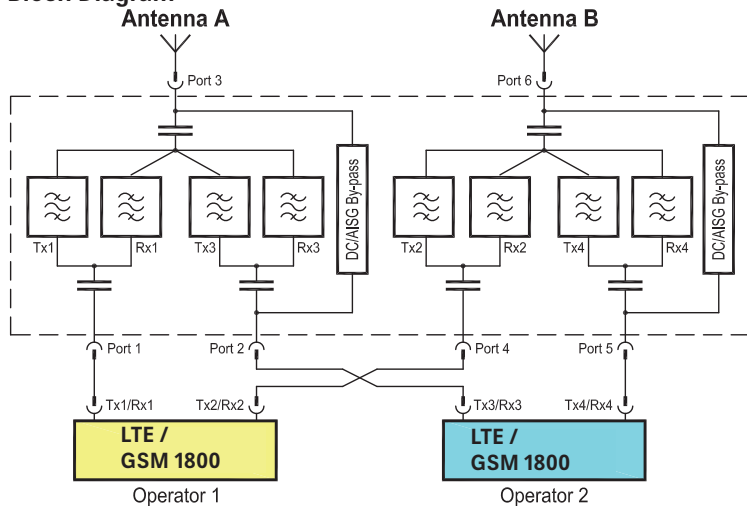 Block Diagram
Antenna A
Antenna B
Port 3
Port 6
DC/AISG By-pass
DC/AISG By-pass
Tx1
Rx1
Tx3
Rx3
Tx2
Rx2
Tx4
Rx4
Port 1
Port 2
Port 4
Port 5
Tx1/Rx1
Tx2/Rx2
Tx3/Rx3
Tx4/Rx4
LTE /
GSM 1800
LTE /
GSM 1800
Operator 1
Operator 2